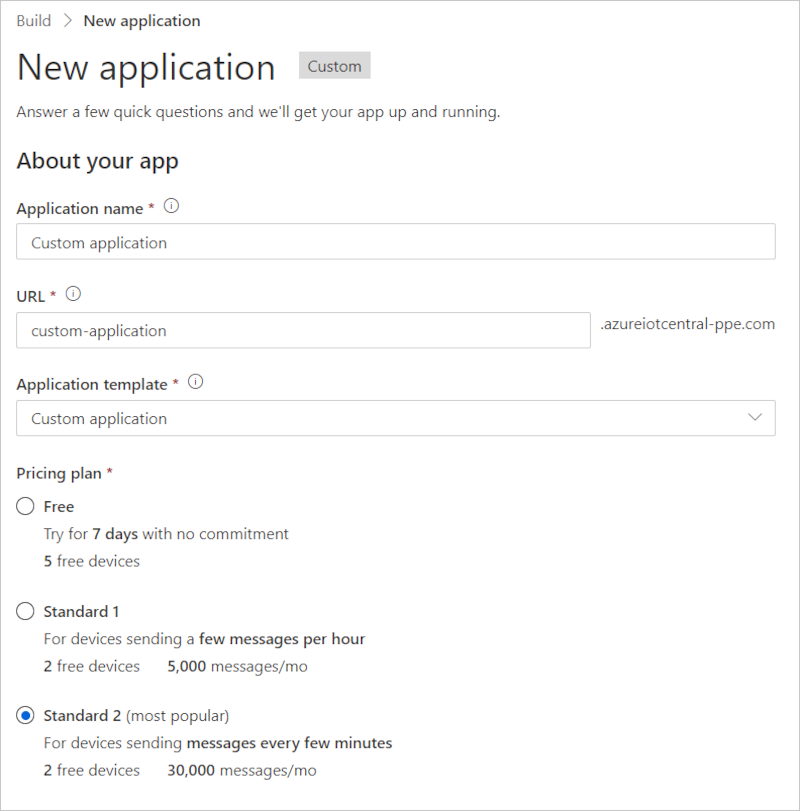 Build > New application
New application Custom
Answer a few quick questions and we'll get your app up and running.
About your app
Application name *
Custom application
URL *
custom-application .azureiotcentral-ppe.com
Application template *
Custom application
Pricing plan *
Free
Try for 7 days with no commitment
5 free devices
Standard 1
For devices sending a few messages per hour
2 free devices 5,000 messages/mo
Standard 2 (most popular)
For devices sending messages every few minutes
2 free devices 30,000 messages/mo